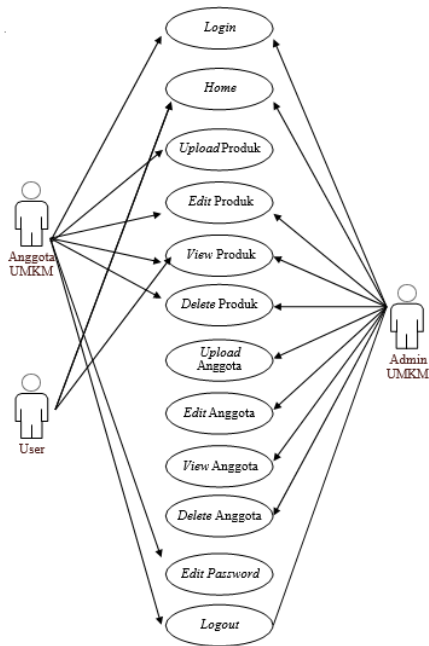 Login
Home
Upload Produk
Edit Produk
View Produk
Delete Produk
Upload
Anggota
Edit Anggota
View Anggota
Delete Anggota
Edit Password
Logout
Anggota
UMKM
User
Admin
UMKM